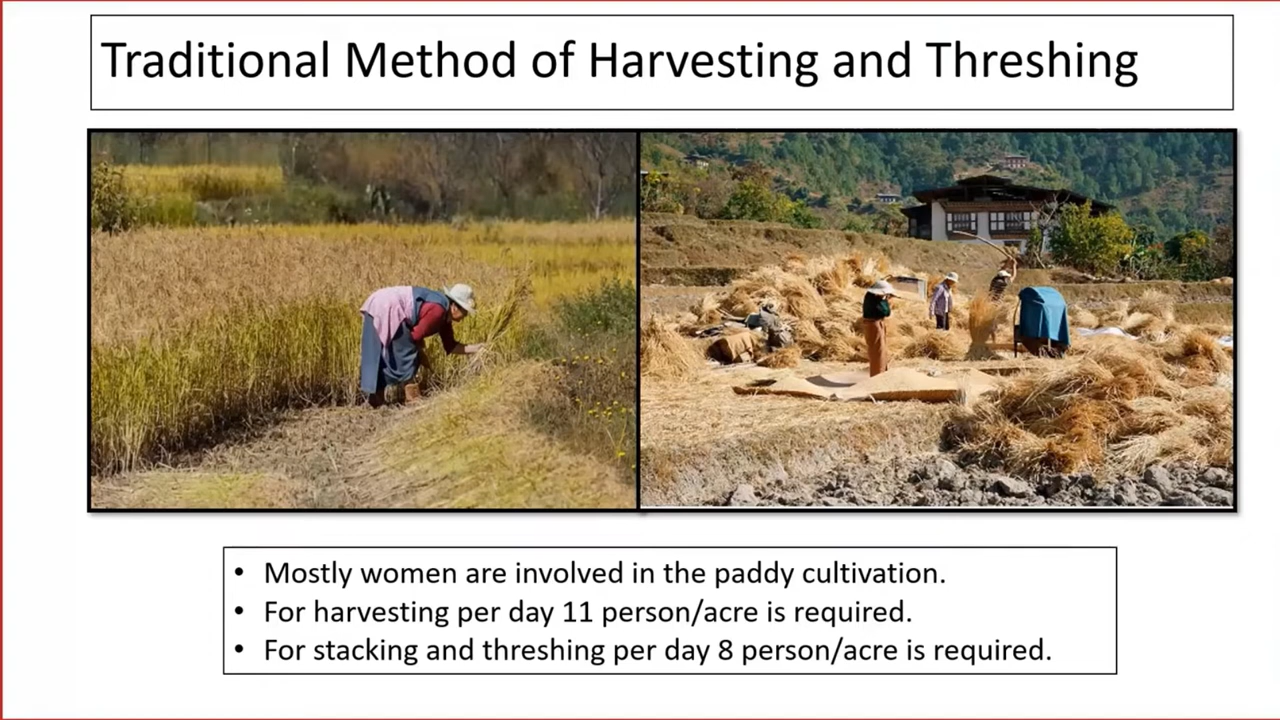 Traditional Method of Harvesting and Threshing
• Mostly women are involved in the paddy cultivation.
• For harvesting per day 11 person/acre is required.
• For stacking and threshing per day 8 person/acre is required.